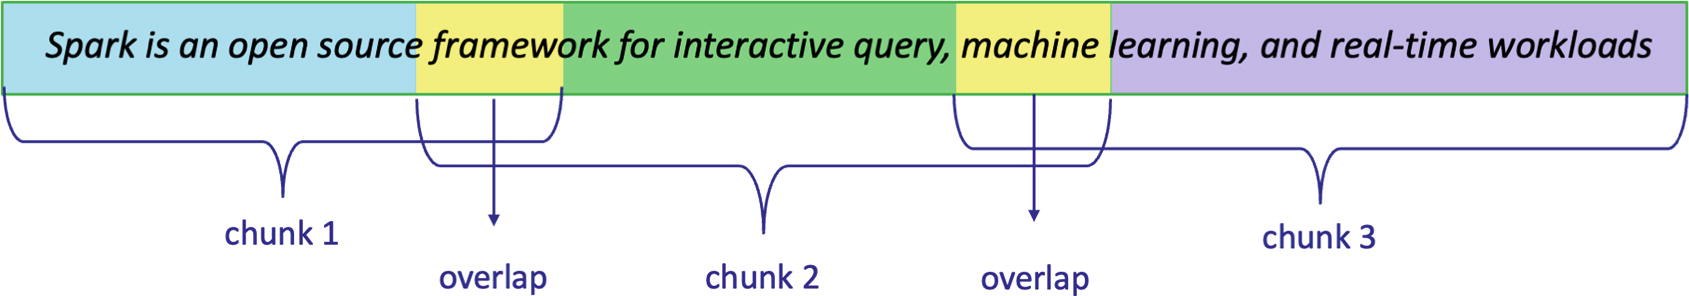 Spark is an open source framework for interactive query, machine learning, and real-time workloads
chunk 1
overlap
chunk 2
overlap
chunk 3